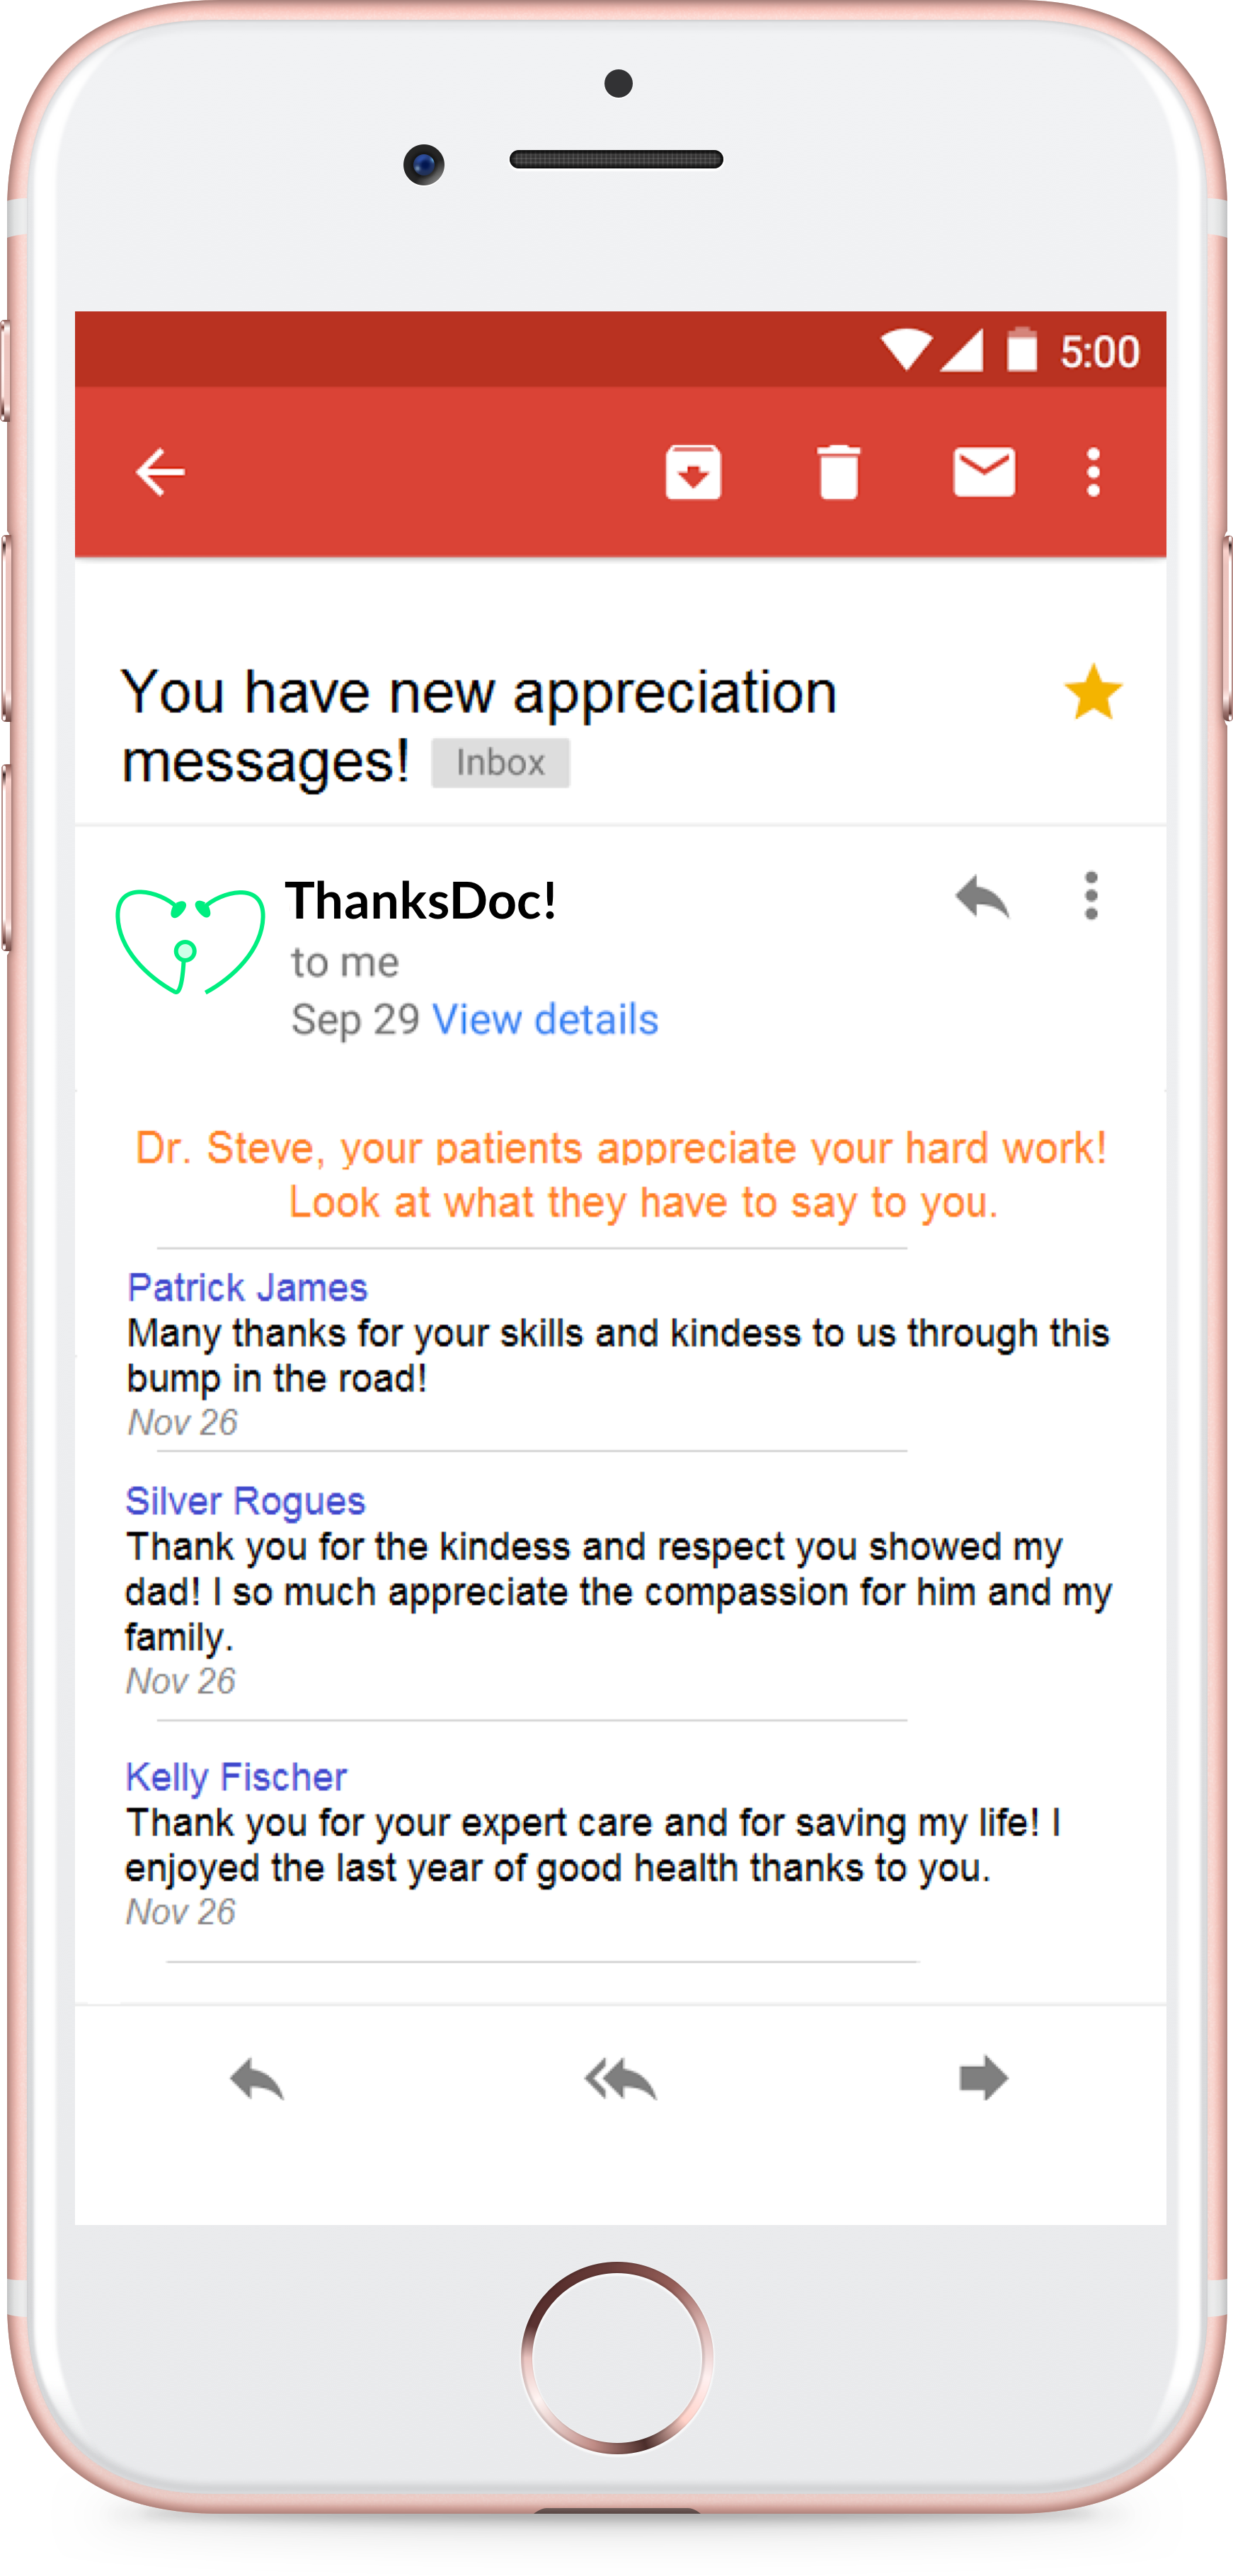 5:00
You have new appreciation
messages! Inbox
ThanksDoc!
to me
Sep 29 View details
Dr. Steve, your patients appreciate your hard work!
Look at what they have to say to you.
Patrick James
Many thanks for your skills and kindess to us through this
bump in the road!
Nov 26
Silver Rogues
Thank you for the kindess and respect you showed my
dad! I so much appreciate the compassion for him and my
family.
Nov 26
Kelly Fischer
Thank you for your expert care and for saving my life! I
enjoyed the last year of good health thanks to you.
Nov 26